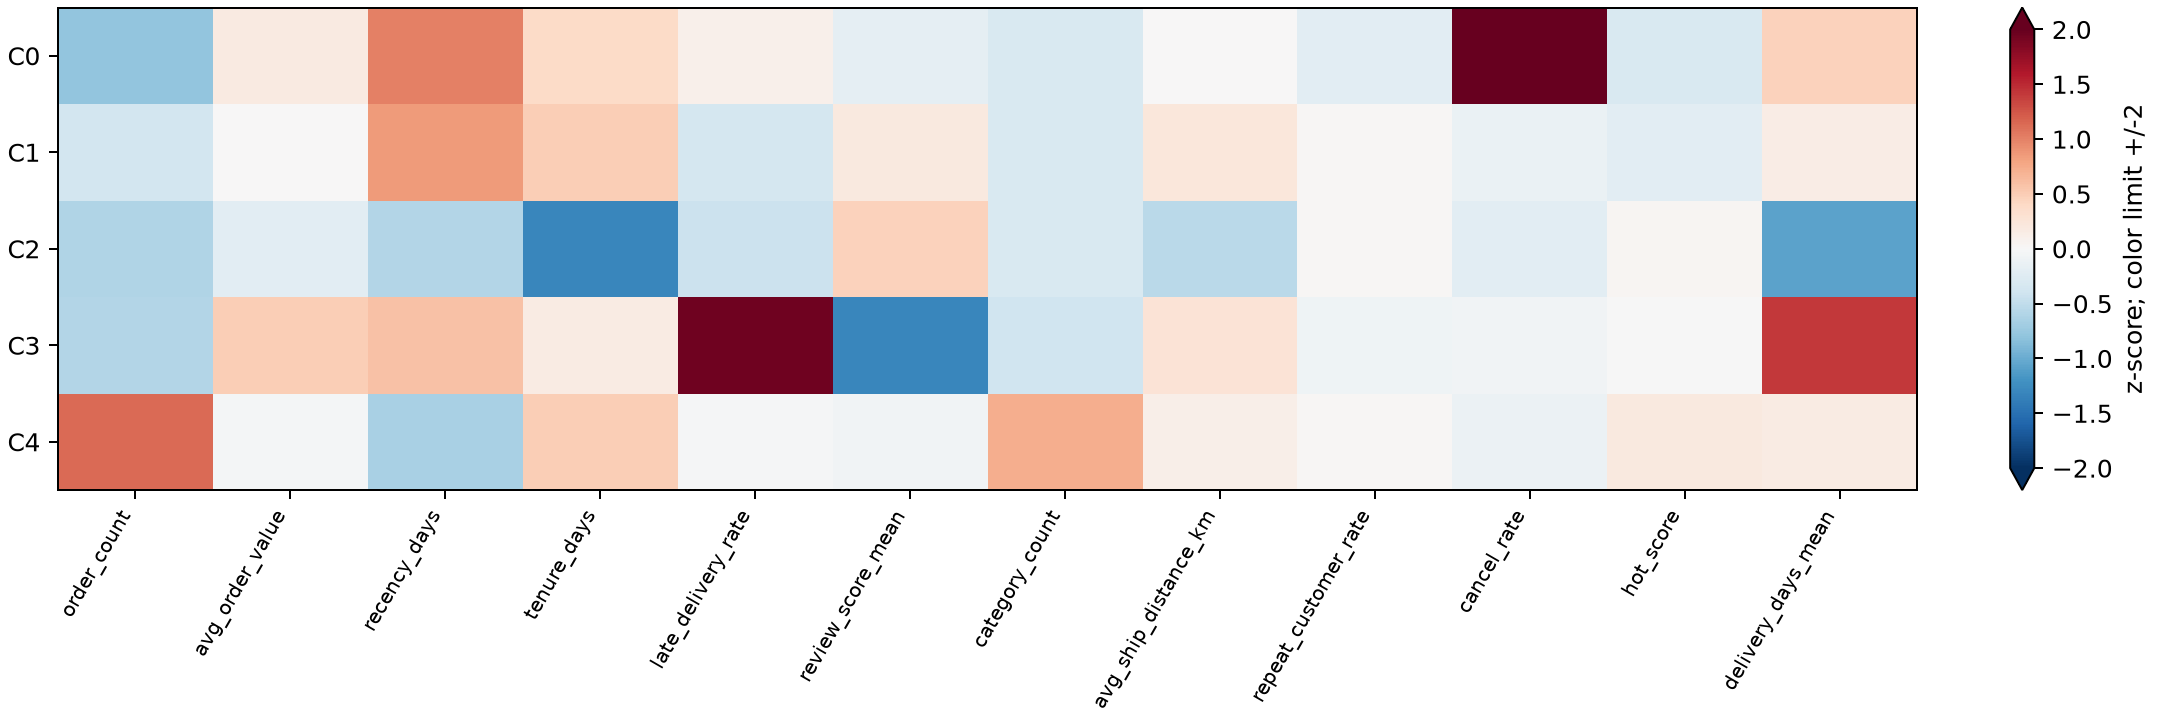 C0
C1
C2
C3
C4
order_count
avg_order_value
recency_days
tenure_days
late_delivery_rate
review_score_mean
category_count
avg_ship_distance_km
repeat_customer_rate
cancel_rate
hot_score
delivery_days_mean
2.0
1.5
1.0
0.5
0.0
−0.5
−1.0
−1.5
−2.0
z-score; color limit +/-2